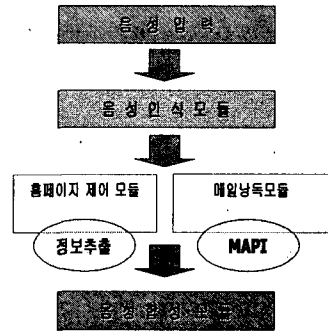 음성입력
음성인식모듈
홈페이지 제어 모듈
메일낭독모듈
정보추출
MAPI
음성합성모듈